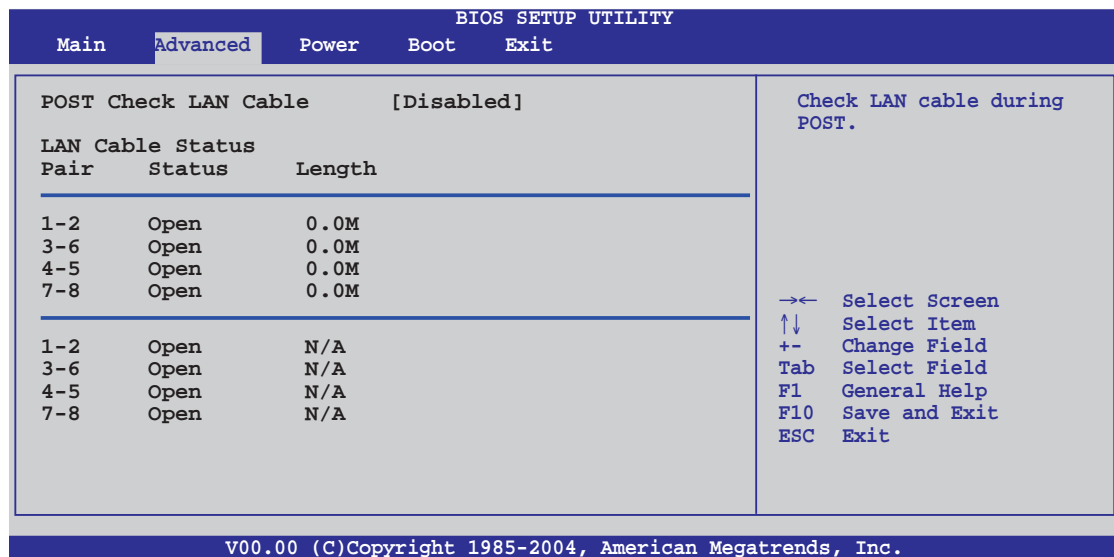 BIOS SETUP UTILITY
Main Advanced Power Boot Exit
POST Check LAN Cable [Disabled]
LAN Cable Status
Pair Status Length
1-2 Open 0.0M
3-6 Open 0.0M
4-5 Open 0.0M
7-8 Open 0.0M
1-2 Open N/A
3-6 Open N/A
4-5 Open N/A
7-8 Open N/A
Check LAN cable during
POST.
→← Select Screen
↑↓ Select Item
+- Change Field
Tab Select Field
F1 General Help
F10 Save and Exit
ESC Exit
V00.00 (C)Copyright 1985-2004, American Megatrends, Inc.